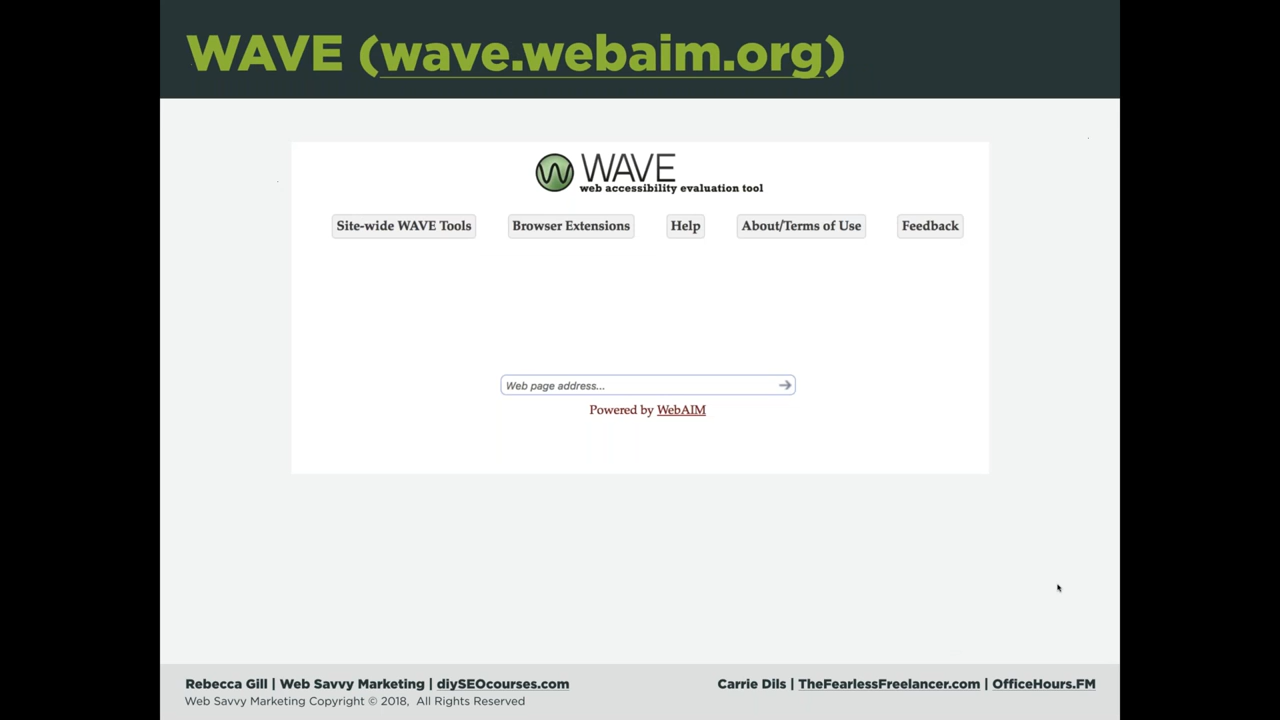 WAVE (wave.webaim.org)
WAVE
web accessibility evaluation tool
Site-wide WAVE Tools Browser Extensions Help About/Terms of Use Feedback
Web page address...
Powered by WebAIM
Rebecca Gill | Web Savvy Marketing | diySEOcourses.com
Web Savvy Marketing Copyright © 2018, All Rights Reserved
Carrie Dils | TheFearlessFreelancer.com | OfficeHours.FM